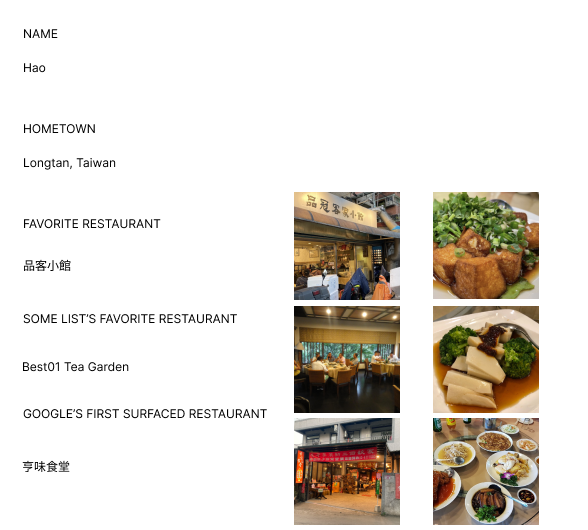 NAME
Hao
HOMETOWN
Longtan, Taiwan
FAVORITE RESTAURANT
品客小館
品冠客家小館
SOME LIST’S FAVORITE RESTAURANT
Best01 Tea Garden
GOOGLE’S FIRST SURFACED RESTAURANT
亨味食堂